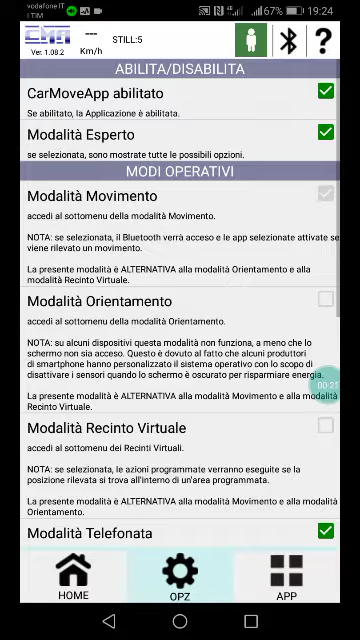 vodafone IT
I TIM
67% 19:24
CMA
---
STILL:5
Km/h
Ver. 1.08.2
ABILITA/DISABILITA
CarMoveApp abilitato
Se abilitato, la Applicazione è abilitata.
Modalità Esperto
se selezionata, sono mostrate tutte le possibili opzioni.
MODI OPERATIVI
Modalità Movimento
accedi al sottomenu della modalità Movimento.
NOTA: se selezionata, il Bluetooth verrà acceso e le app selezionate attivate se
viene rilevato un movimento.
La presente modalità è ALTERNATIVA alla modalità Orientamento e alla
modalità Recinto Virtuale.
Modalità Orientamento
accedi al sottomenu della modalità Orientamento.
NOTA: su alcuni dispositivi questa modalità non funziona, a meno che lo
schermo non sia acceso. Questo è dovuto al fatto che alcuni produttori
di smartphone hanno personalizzato il sistema operativo con lo scopo di
disattivare i sensori quando lo schermo è oscurato per risparmiare energia.
00:21
La presente modalità è ALTERNATIVA alla modalità Movimento e alla modalità
Recinto Virtuale.
Modalità Recinto Virtuale
accedi al sottomenu dei Recinti Virtuali.
NOTA: se selezionata, le azioni programmate verranno eseguite se la
posizione rilevata si trova all'interno di un'area programmata.
La presente modalità è ALTERNATIVA alla modalità Movimento e alla modalità
Orientamento.
Modalità Telefonata
HOME
OPZ
APP